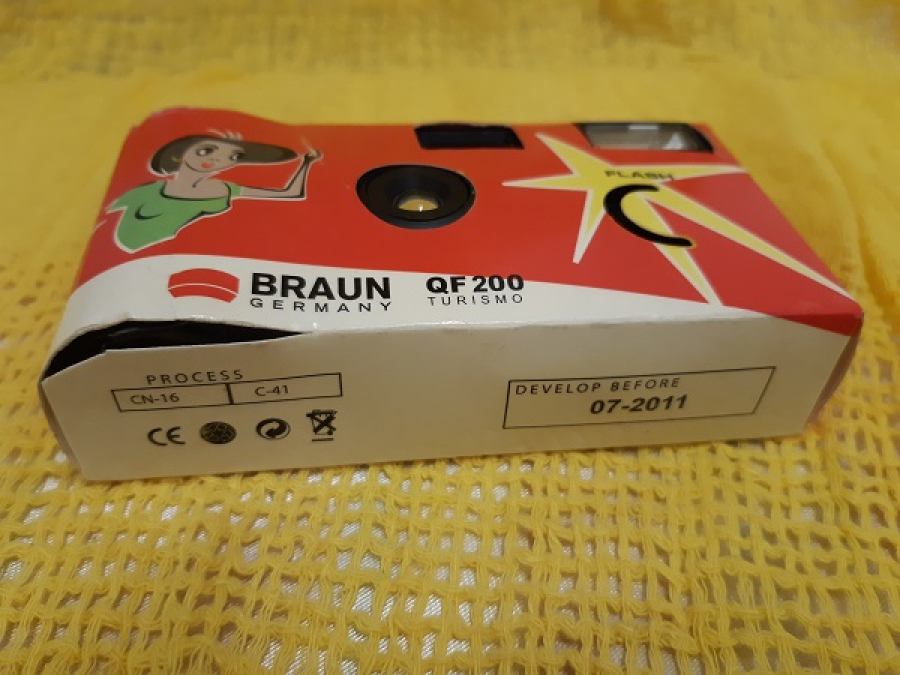 FLASH
BRAUN
GERMANY
QF 200
TURISMO
PROCESS
CN-16
C-41
CE
DEVELOP BEFORE
07-2011